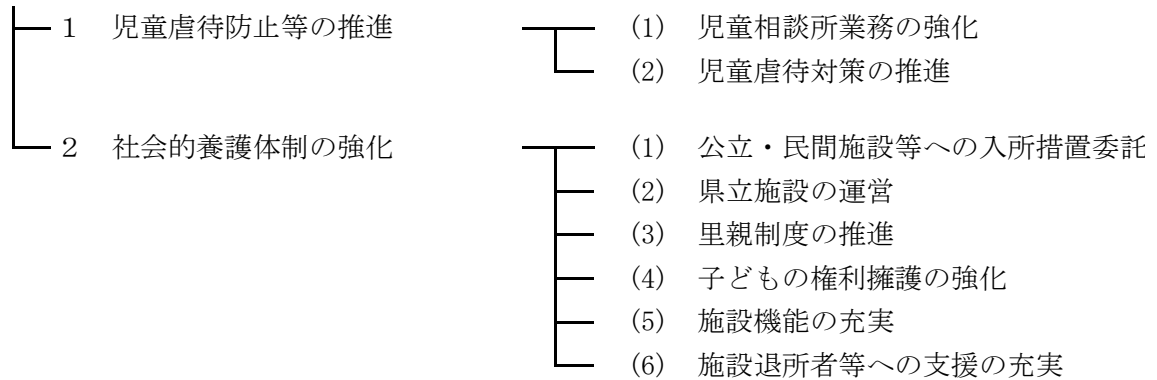 1 児童虐待防止等の推進 (1) 児童相談所業務の強化
(2) 児童虐待対策の推進
2 社会的養護体制の強化 (1) 公立・民間施設等への入所措置委託
(2) 県立施設の運営
(3) 里親制度の推進
(4) 子どもの権利擁護の強化
(5) 施設機能の充実
(6) 施設退所者等への支援の充実